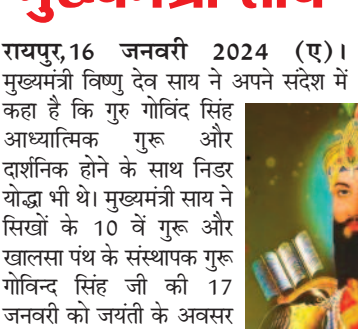 मुख्यमंत्री साय
रायपुर,16 जनवरी 2024 (ए)।
मुख्यमंत्री विष्णु देव साय ने अपने संदेश में
कहा है कि गुरु गोविंद सिंह
आध्यात्मिक गुरू और
दार्शनिक होने के साथ निडर
योद्धा भी थे। मुख्यमंत्री साय ने
सिखों के 10 वें गुरू और
खालसा पंथ के संस्थापक गुरू
गोविन्द सिंह जी की 17
जनवरी को जयंती के अवसर